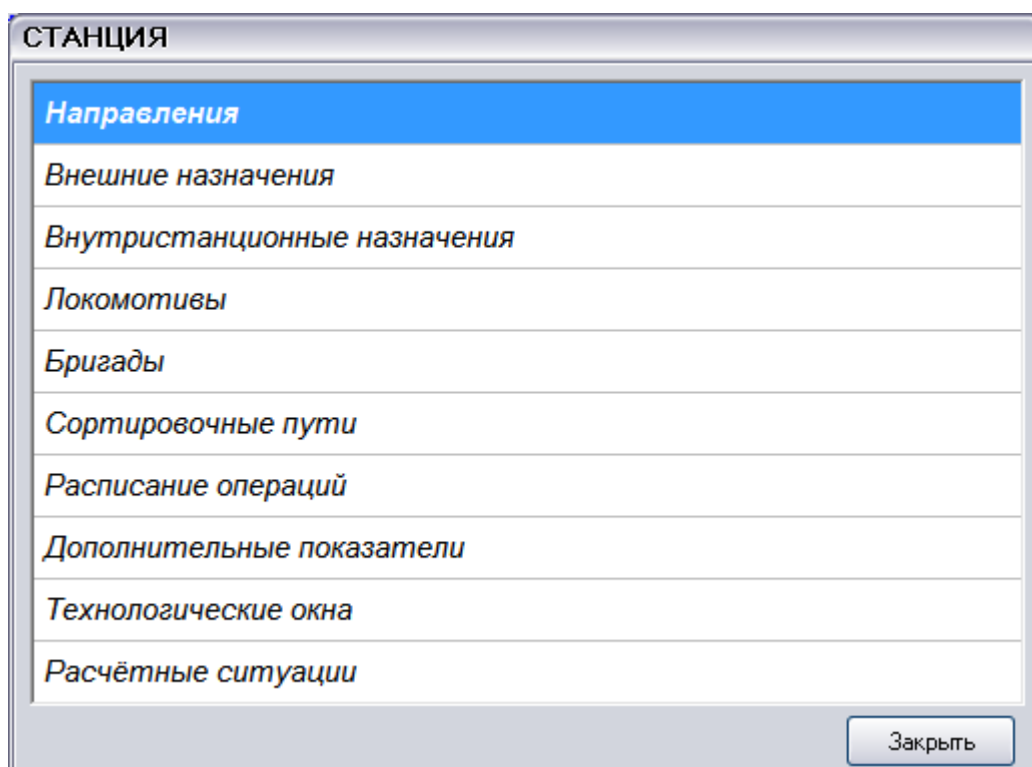 СТАНЦИЯ
Направления
Внешние назначения
Внутристанционные назначения
Локомотивы
Бригады
Сортировочные пути
Расписание операций
Дополнительные показатели
Технологические окна
Расчётные ситуации
Закрыть